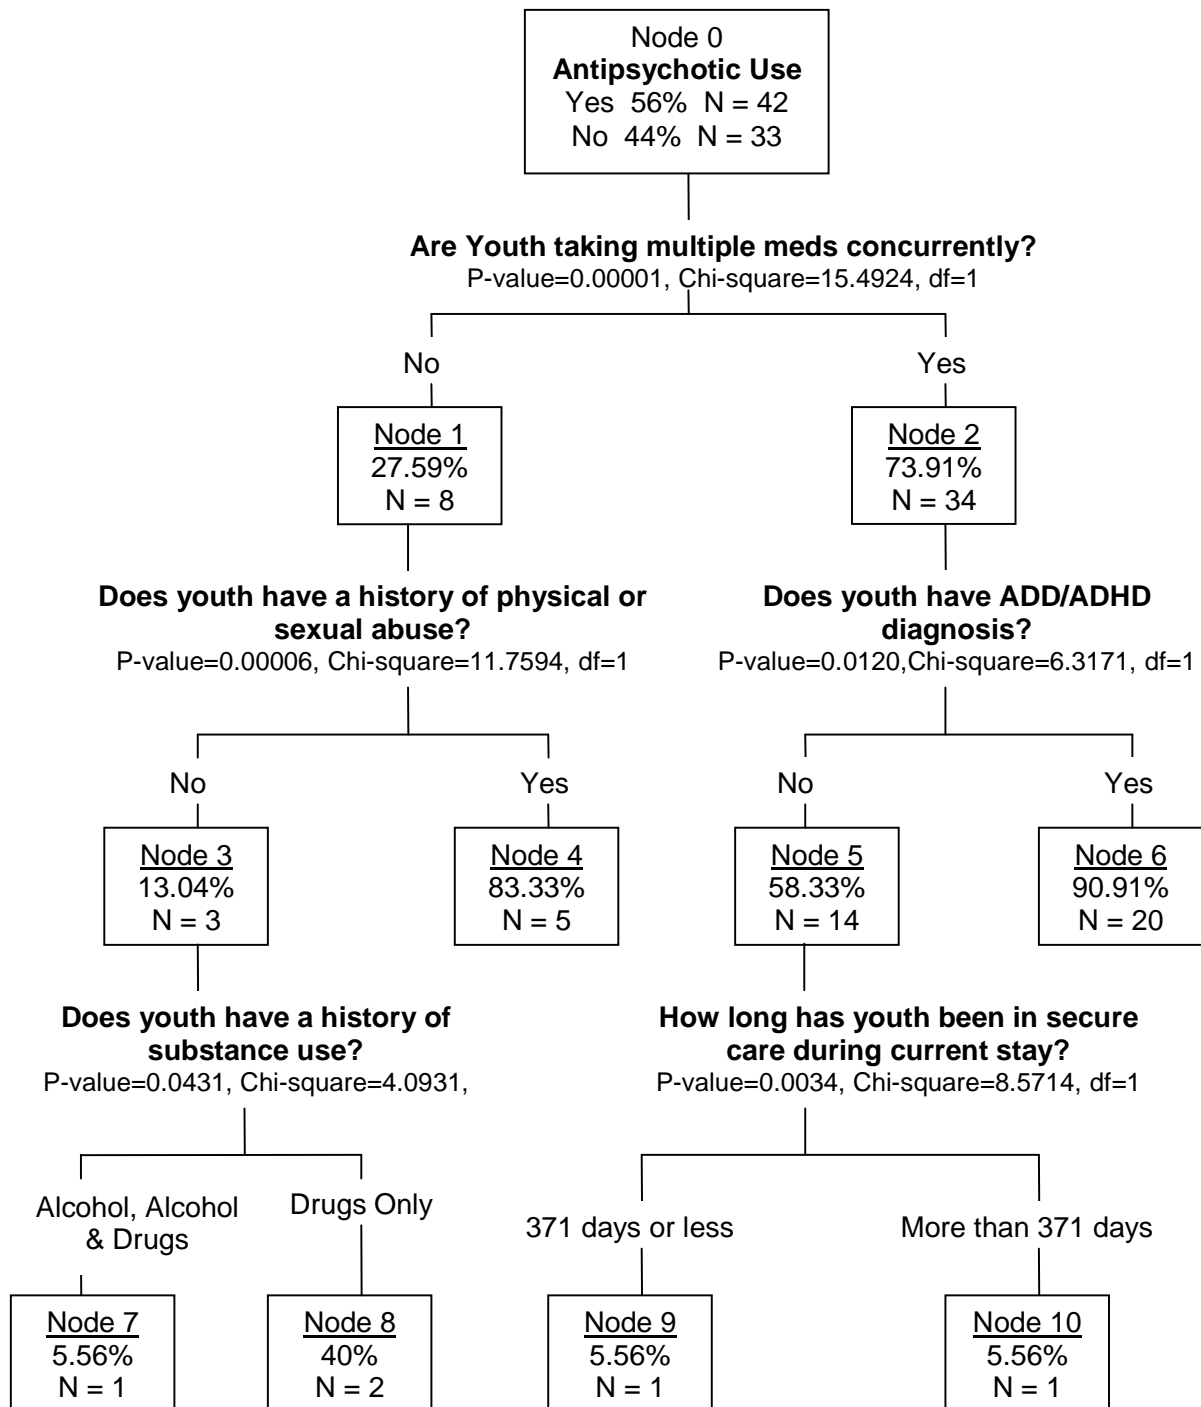 Node 0
Antipsychotic Use
Yes 56% N = 42
No 44% N = 33
Are Youth taking multiple meds concurrently?
P-value=0.00001, Chi-square=15.4924, df=1
No
Yes
Node 1
27.59%
N = 8
Node 2
73.91%
N = 34
Does youth have a history of physical or
sexual abuse?
P-value=0.00006, Chi-square=11.7594, df=1
Does youth have ADD/ADHD
diagnosis?
P-value=0.0120,Chi-square=6.3171, df=1
No
Yes
No
Yes
Node 3
13.04%
N = 3
Node 4
83.33%
N = 5
Node 5
58.33%
N = 14
Node 6
90.91%
N = 20
Does youth have a history of
substance use?
P-value=0.0431, Chi-square=4.0931,
How long has youth been in secure
care during current stay?
P-value=0.0034, Chi-square=8.5714, df=1
Alcohol, Alcohol
& Drugs
Drugs Only
371 days or less
More than 371 days
Node 7
5.56%
N = 1
Node 8
40%
N = 2
Node 9
5.56%
N = 1
Node 10
5.56%
N = 1